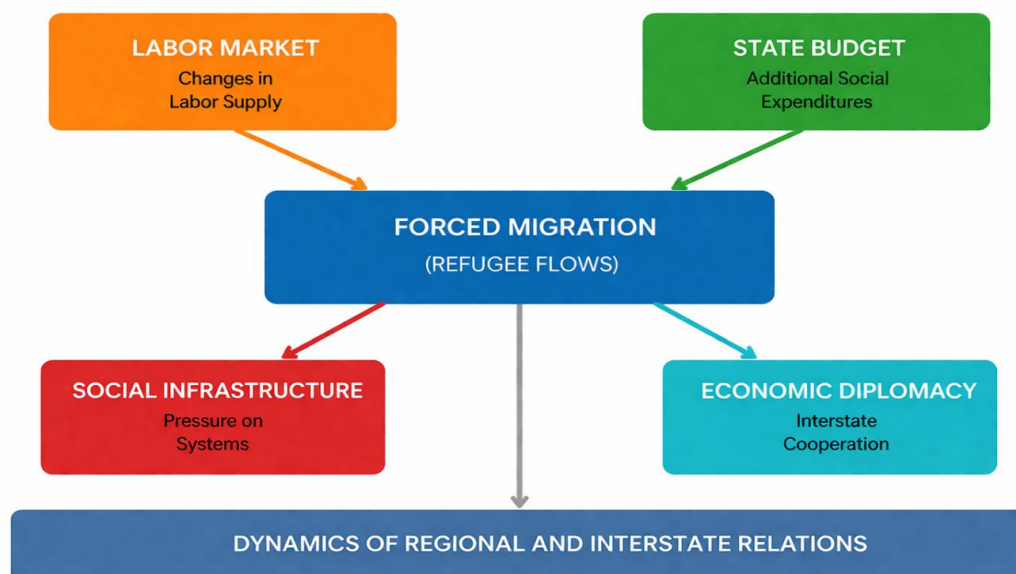 LABOR MARKET
Changes in
Labor Supply
STATE BUDGET
Additional Social
Expenditures
FORCED MIGRATION
(REFUGEE FLOWS)
SOCIAL INFRASTRUCTURE
Pressure on
Systems
ECONOMIC DIPLOMACY
Interstate
Cooperation
DYNAMICS OF REGIONAL AND INTERSTATE RELATIONS